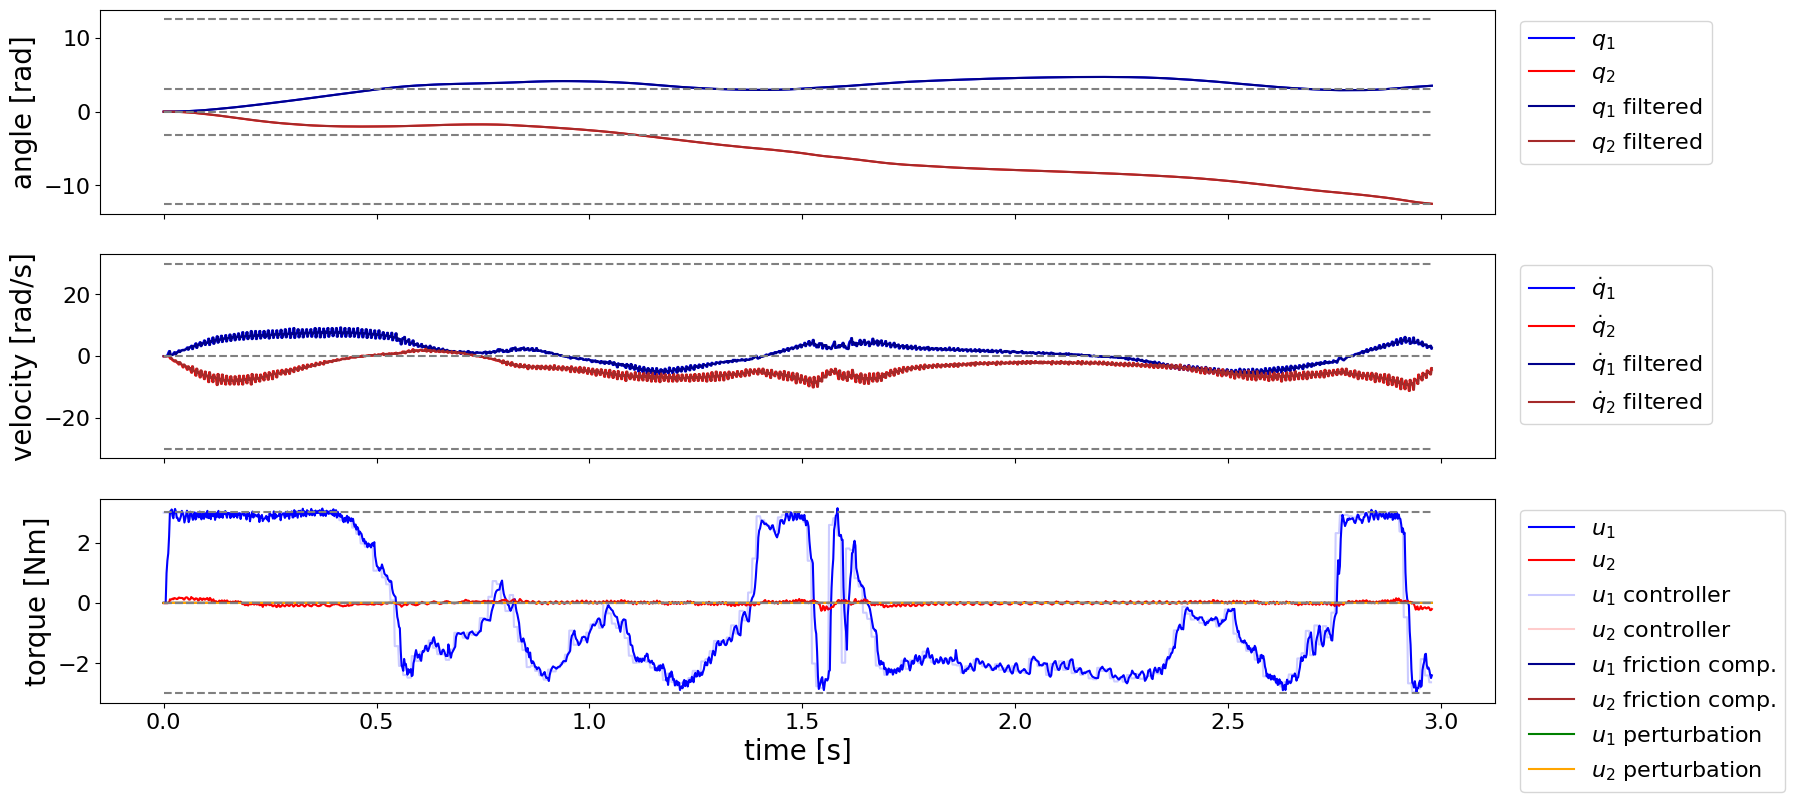 angle [rad]
10
0
−10
q₁
q₂
q₁ filtered
q₂ filtered
velocity [rad/s]
20
0
−20
q̇₁
q̇₂
q̇₁ filtered
q̇₂ filtered
torque [Nm]
2
0
−2
0.0
0.5
1.0
1.5
2.0
2.5
3.0
time [s]
u₁
u₂
u₁ controller
u₂ controller
u₁ friction comp.
u₂ friction comp.
u₁ perturbation
u₂ perturbation